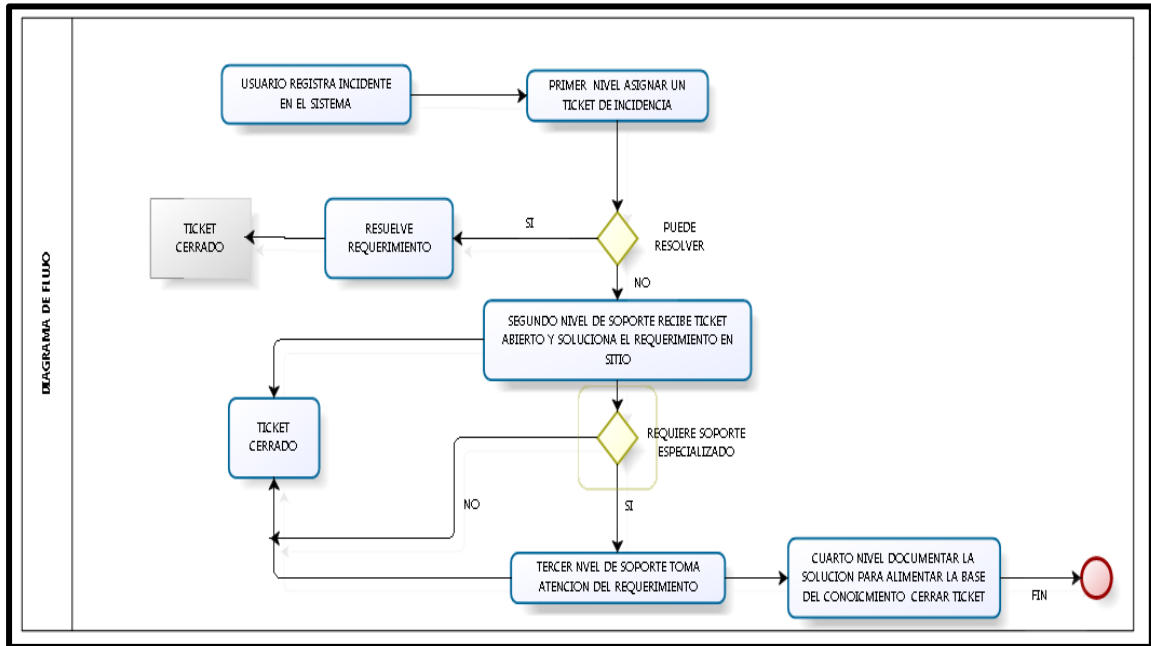 DIAGRAMA DE FLUJO
USUARIO REGISTRA INCIDENTE
EN EL SISTEMA
PRIMER NIVEL ASIGNAR UN
TICKET DE INCIDENCIA
TICKET
CERRADO
RESUELVE
REQUERIMIENTO
SI
PUEDE
RESOLVER
NO
SEGUNDO NIVEL DE SOPORTE RECIBE TICKET
ABIERTO Y SOLUCIONA EL REQUERIMIENTO EN
SITIO
TICKET
CERRADO
REQUIERE SOPORTE
ESPECIALIZADO
NO
SI
TERCER NVEL DE SOPORTE TOMA
ATENCION DEL REQUERIMIENTO
CUARTO NIVEL DOCUMENTAR LA
SOLUCION PARA ALIMENTAR LA BASE
DEL CONOICMIENTO CERRAR TICKET
FIN